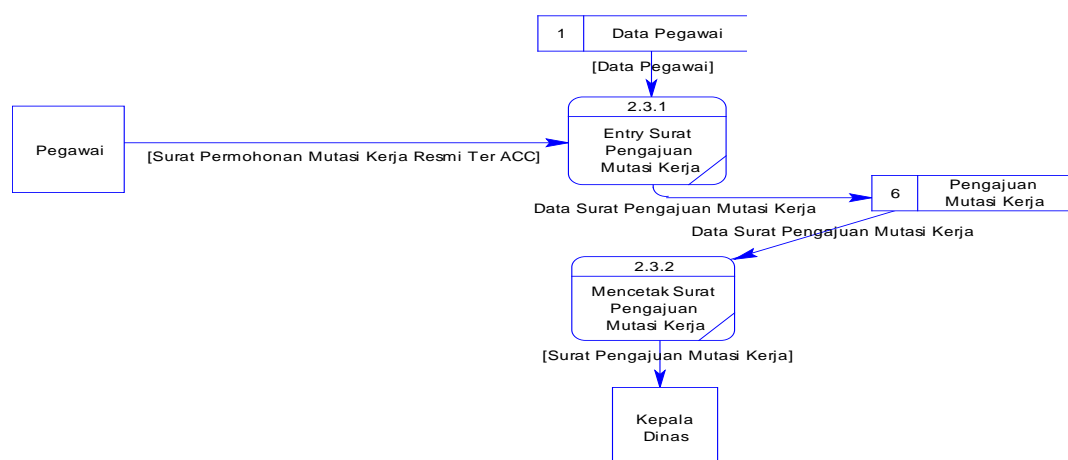 1 Data Pegawai
[Data Pegawai]
2.3.1
Entry Surat
Pengajuan
Mutasi Kerja
Pegawai
[Surat Permohonan Mutasi Kerja Resmi Ter ACC]
6
Pengajuan
Mutasi Kerja
Data Surat Pengajuan Mutasi Kerja
Data Surat Pengajuan Mutasi Kerja
2.3.2
Mencetak Surat
Pengajuan
Mutasi Kerja
[Surat Pengajuan Mutasi Kerja]
Kepala
Dinas